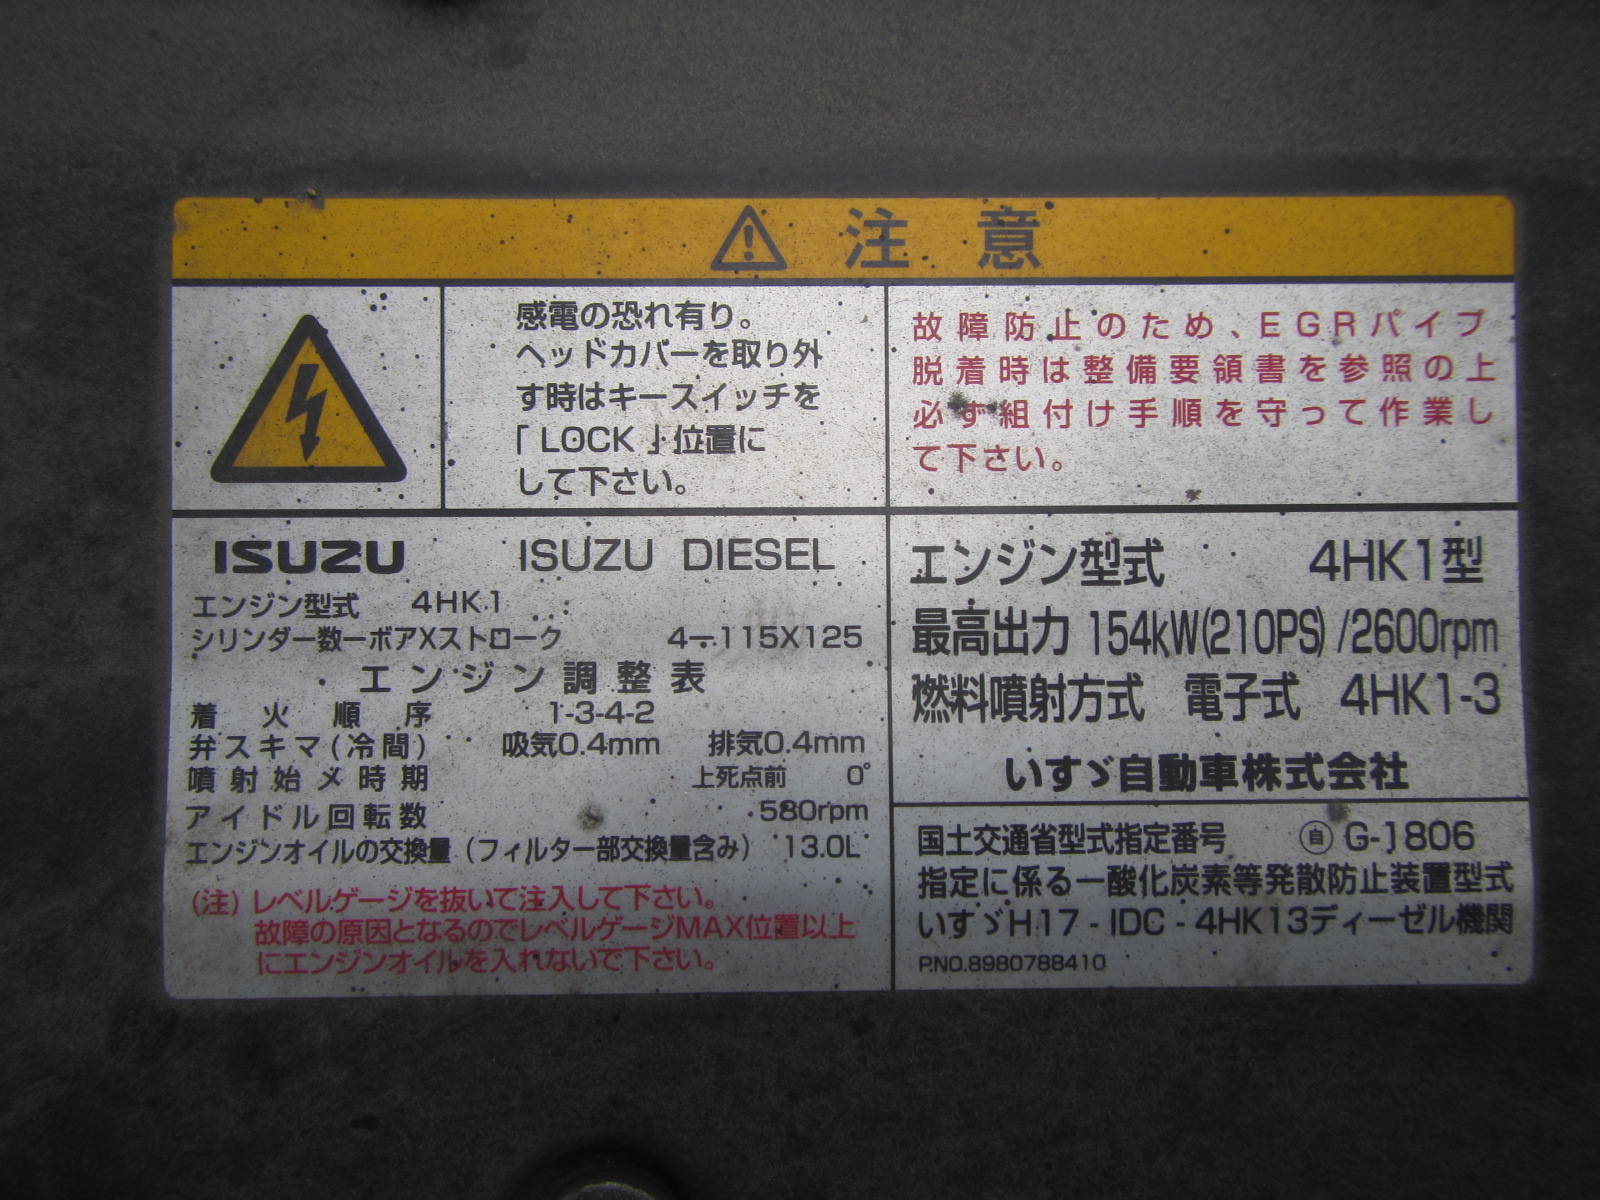 注意
感電の恐れ有り。
ヘッドカバーを取り外
す時はキースイッチを
「LOCK」位置に
して下さい。
故障防止のため、EGRパイプ
脱着時は整備要領書を参照の上
必ず組付け手順を守って作業し
て下さい。
ISUZU ISUZU DIESEL
エンジン型式 4HK1
シリンダー数ーボアXストローク 4ー115X125
エンジン調整表
着火順序 1-3-4-2
弁スキマ(冷間) 吸気0.4mm 排気0.4mm
噴射始メ時期 上死点前 0°
アイドル回転数 580rpm
エンジンオイルの交換量(フィルター部交換量含み) 13.0L
(注)レベルゲージを抜いて注入して下さい。
故障の原因となるのでレベルゲージMAX位置以上
にエンジンオイルを入れないで下さい。
エンジン型式 4HK1型
最高出力 154kW(210PS)/2600rpm
燃料噴射方式 電子式 4HK1-3
いすゞ自動車株式会社
国土交通省型式指定番号 ㊀自 G-1806
指定に係る一酸化炭素等発散防止装置型式
いすゞH17-IDC-4HK13ディーゼル機関
P.NO.8980788410